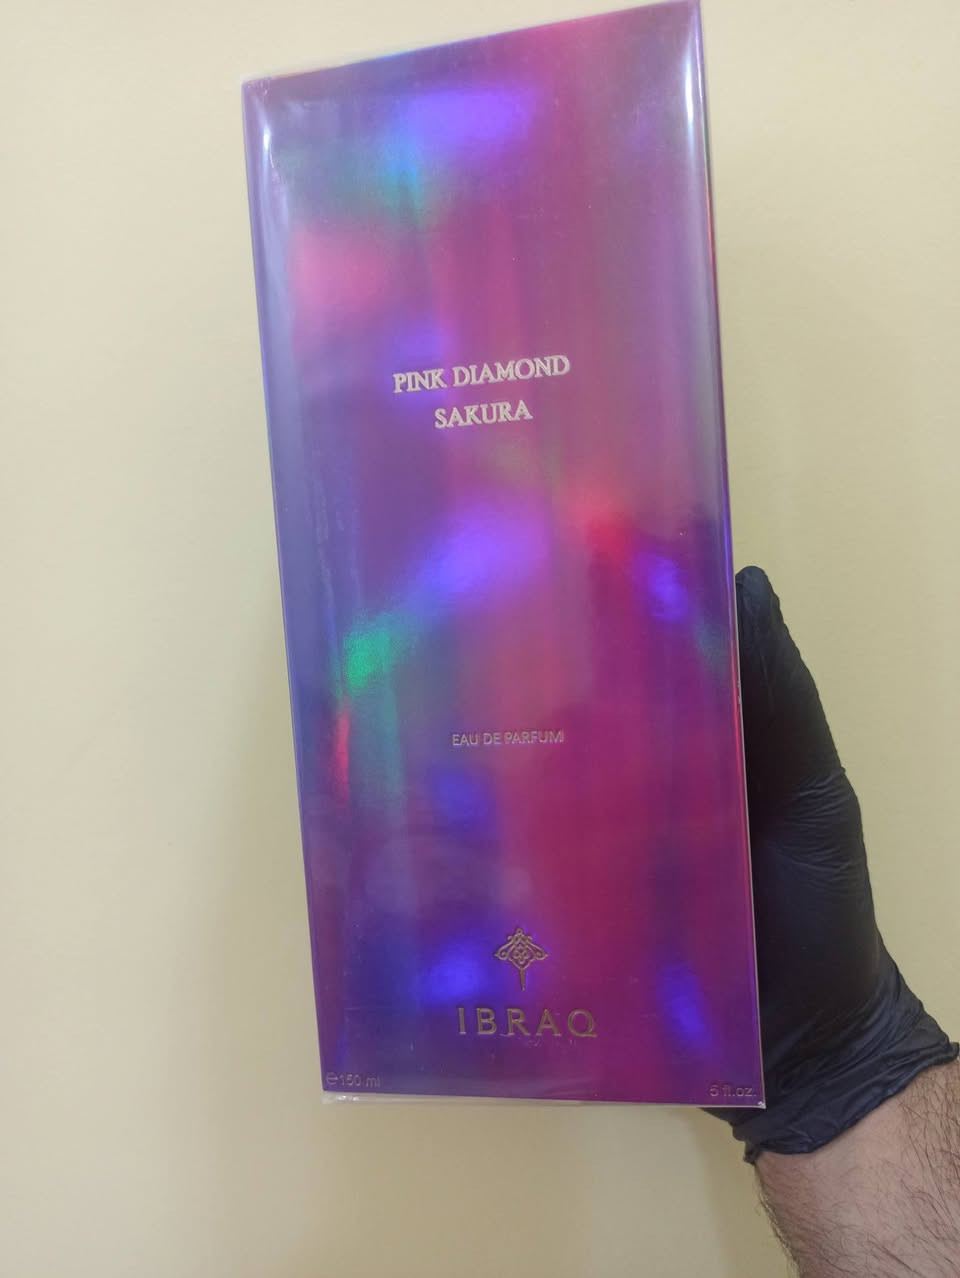 PINK DIAMOND
SAKURA
EAU DE PARFUM
IBRAQ
℮150 ml
5 fl.oz.